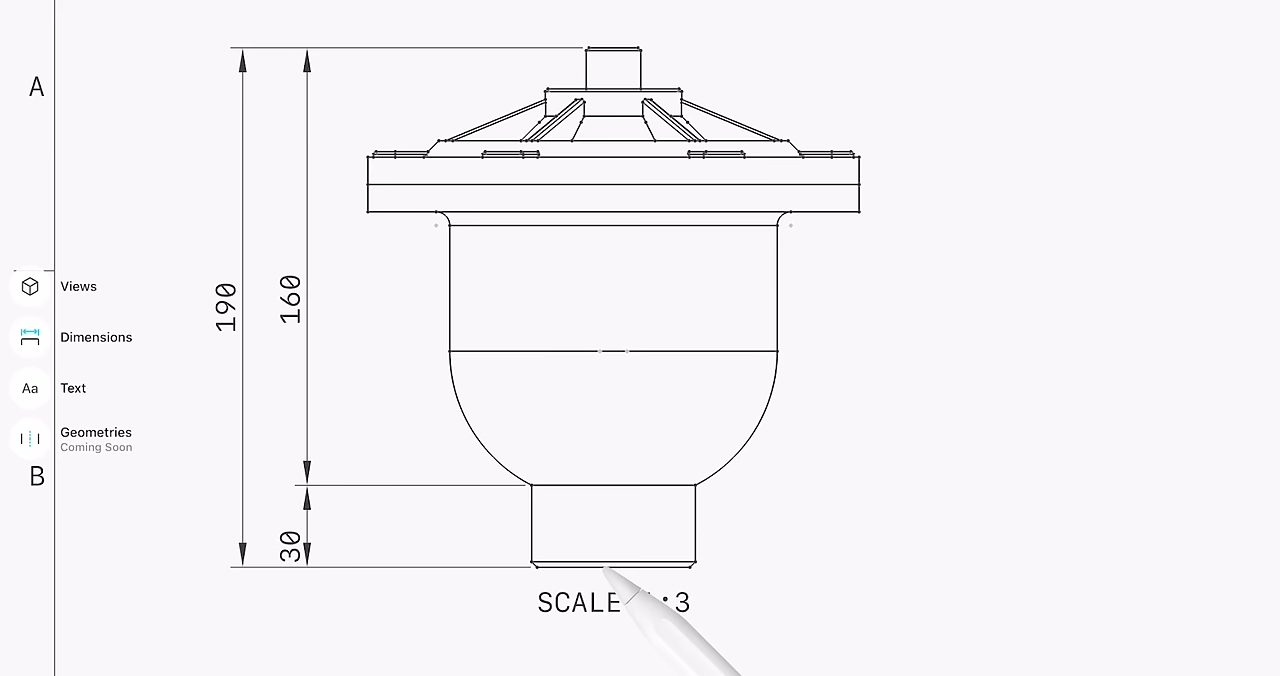 A
190
160
Views
Dimensions
Aa Text
Geometries
Coming Soon
B
30
SCALE :3